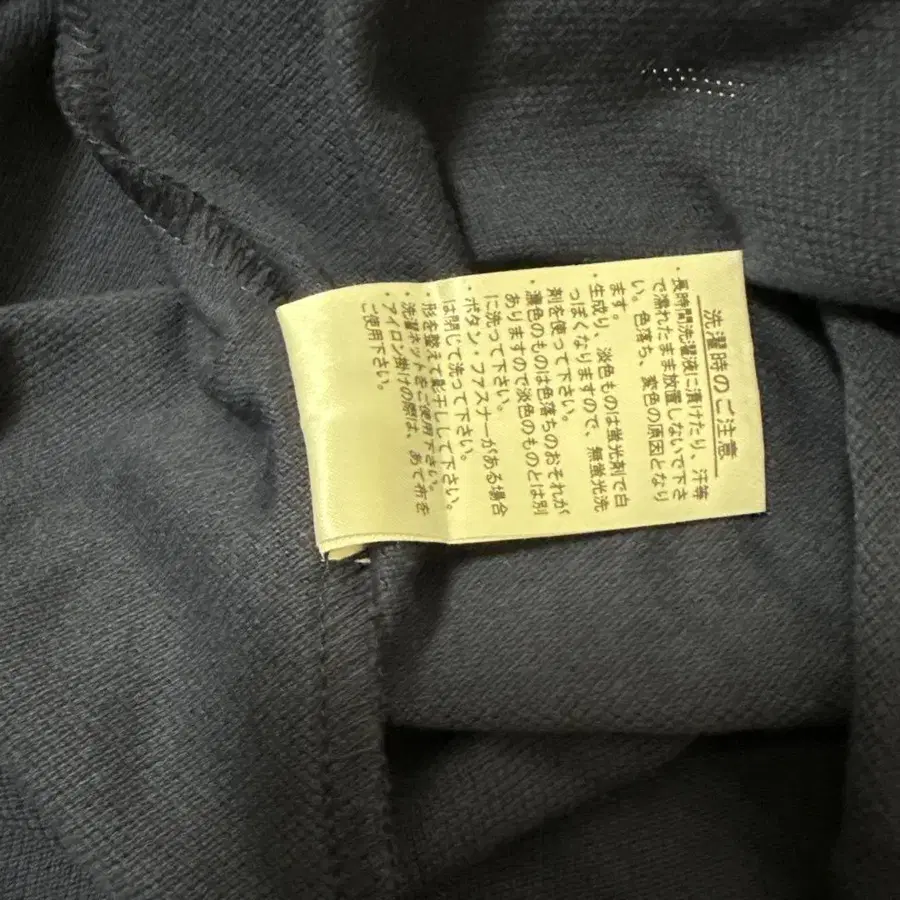 洗濯時のご注意
・長時間洗濯液に漬けたり、汗等
で濡れたまま放置しないで下さ
い。色落ち、変色の原因となり
ます。
・生成り、淡色ものは蛍光剤で白
っぽくなりますので、無蛍光洗
剤を使って下さい。
・濃色のものは色落ちのおそれが
ありますので淡色のものとは別
に洗って下さい。
・ボタン・ファスナーがある場合
は閉じて洗って下さい。
・形を整えて影干しして下さい。
・洗濯ネットをご使用下さい。
・アイロン掛けの際は、あて布を
ご使用下さい。